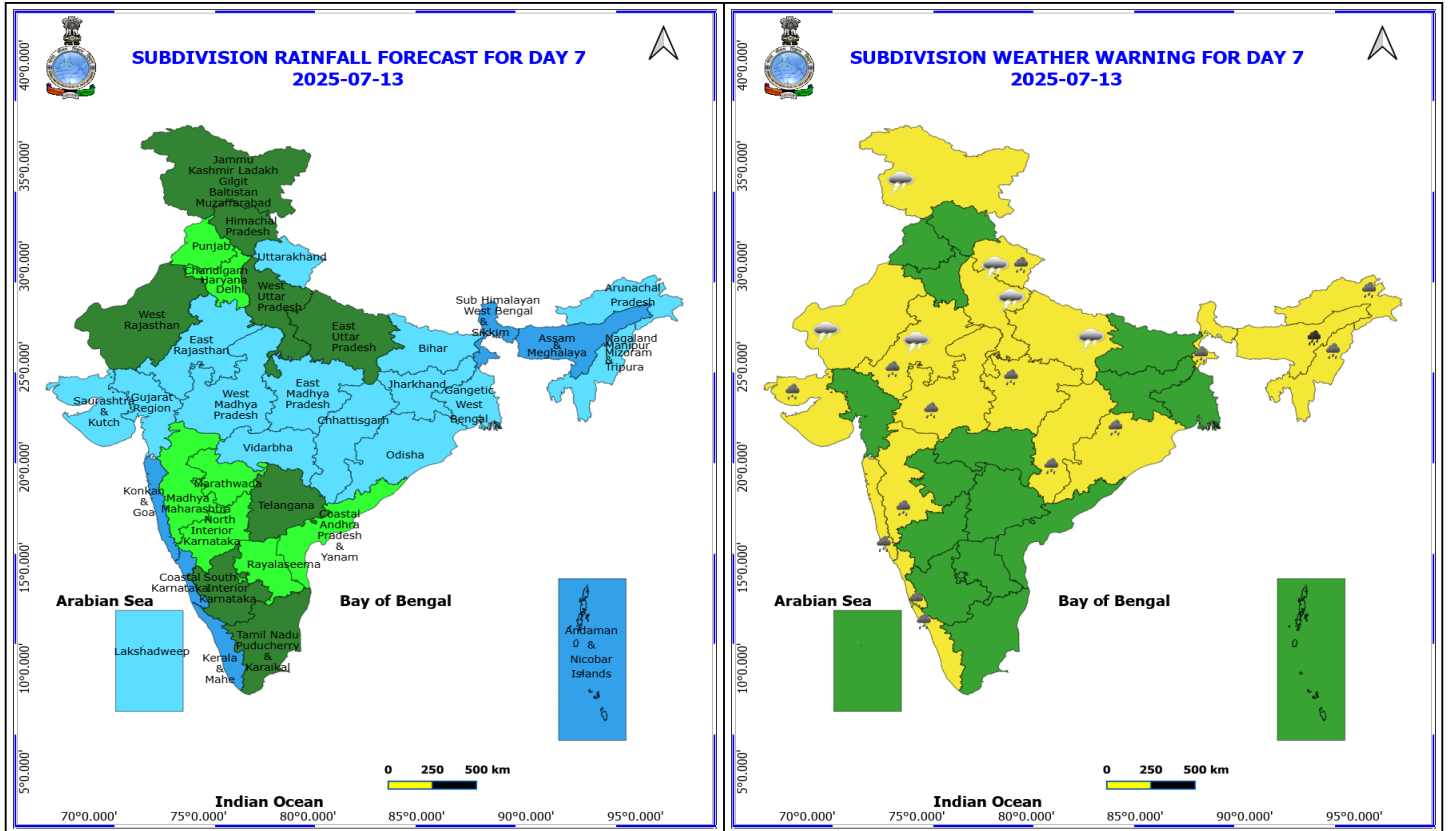 SUBDIVISION RAINFALL FORECAST FOR DAY 7
2025-07-13
40°0.000'
35°0.000'
30°0.000'
25°0.000'
20°0.000'
15°0.000'
10°0.000'
5°0.000'
Jammu
Kashmir Ladakh
Gilgit
Baltistan
Muzaffarabad
Himachal
Pradesh
Punjab
Uttarakhand
Chandigarh
Haryana
Delhi
West
Uttar
Pradesh
West
Rajasthan
East
Uttar
Pradesh
East
Rajasthan
Sub Himalayan
West Bengal
&
Sikkim
Arunachal
Pradesh
Assam
&
Meghalaya
Nagaland
Manipur
Mizoram
&
Tripura
Bihar
Jharkhand
Gangetic
West
Bengal
Saurashtra
&
Kutch
Gujarat
Region
West
Madhya
Pradesh
East
Madhya
Pradesh
Chhattisgarh
Vidarbha
Odisha
Konkan
&
Goa
Marathwada
Madhya
Maharashtra
North
Interior
Karnataka
Telangana
Coastal
Andhra
Pradesh
&
Yanam
Rayalaseema
Coastal
Karnataka
South
Interior
Karnataka
Arabian Sea
Bay of Bengal
Lakshadweep
Tamil Nadu
Puducherry
&
Karaikal
Kerala
&
Mahe
Andaman
&
Nicobar
Islands
0 250 500 km
Indian Ocean
70°0.000' 75°0.000' 80°0.000' 85°0.000' 90°0.000' 95°0.000'
SUBDIVISION WEATHER WARNING FOR DAY 7
2025-07-13
40°0.000'
35°0.000'
30°0.000'
25°0.000'
20°0.000'
15°0.000'
10°0.000'
5°0.000'
Arabian Sea
Bay of Bengal
0 250 500 km
Indian Ocean
70°0.000' 75°0.000' 80°0.000' 85°0.000' 90°0.000' 95°0.000'